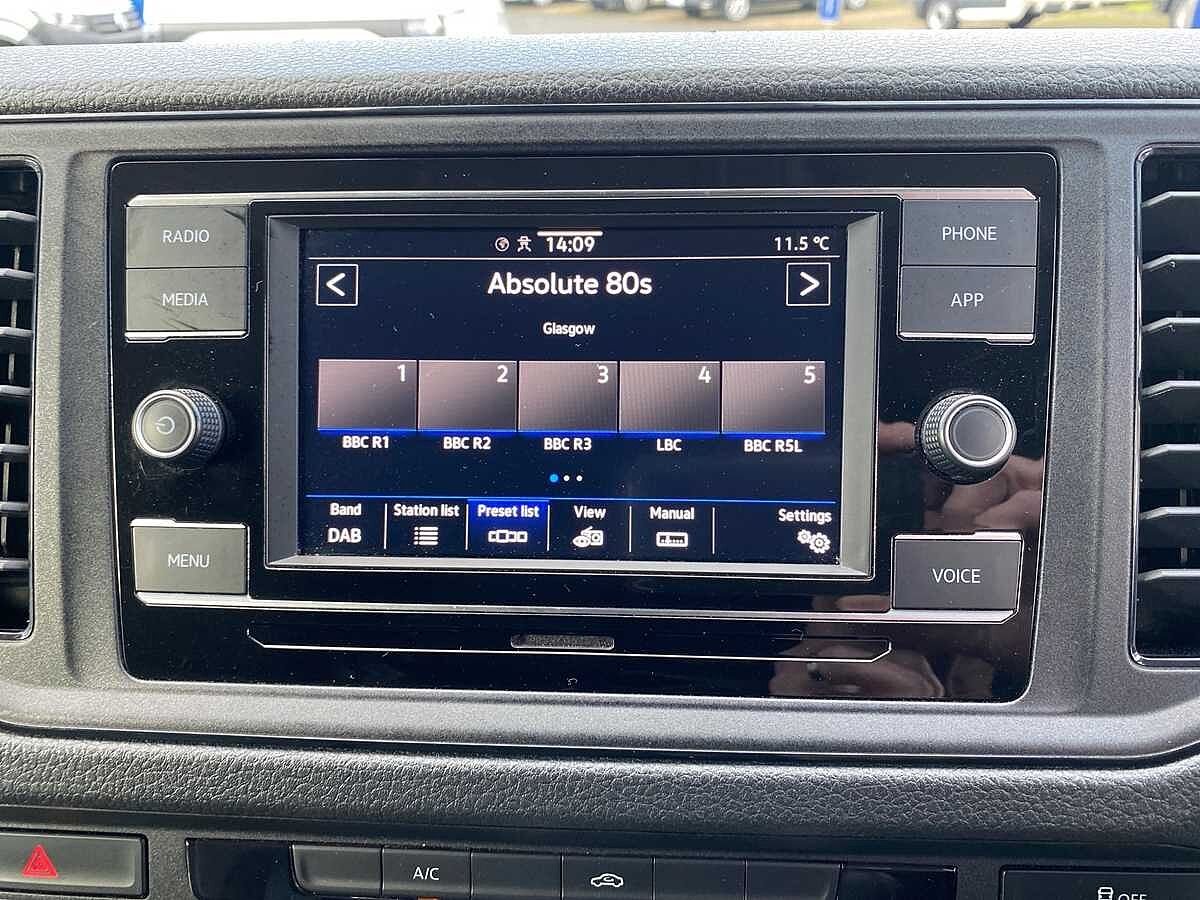 RADIO
MEDIA
MENU
PHONE
APP
VOICE
14:09
11.5 °C
<
Absolute 80s
>
Glasgow
1 2 3 4 5
BBC R1 BBC R2 BBC R3 LBC BBC R5L
Band Station list Preset list View Manual Settings
DAB
A/C
OFF